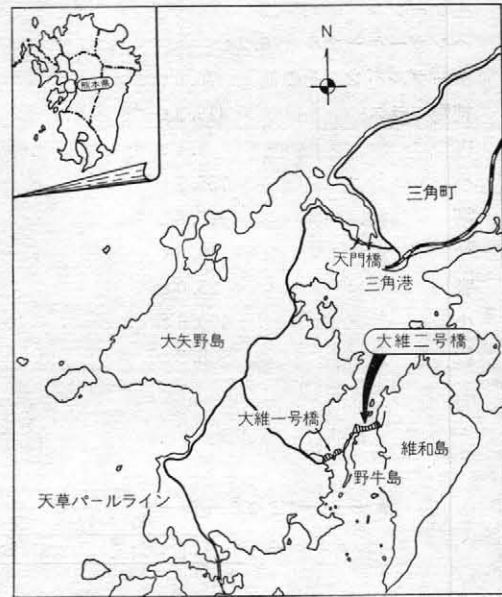 熊本県
N
三角町
天門橋
三角港
大矢野島
大維二号橋
大維一号橋
維和島
野牛島
天草パールライン